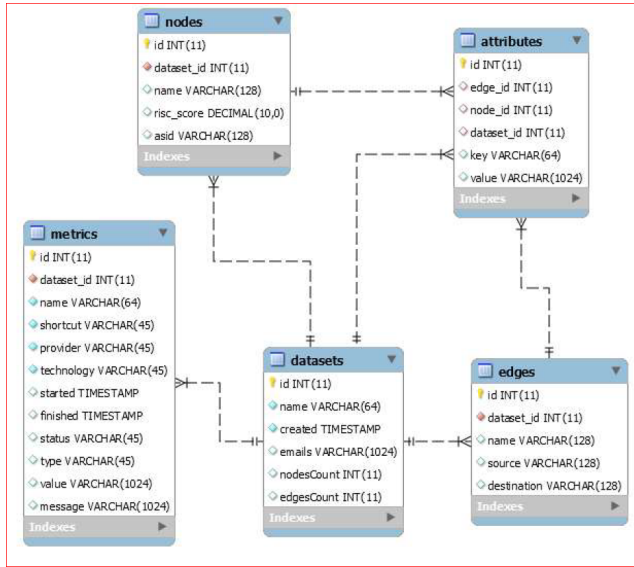 nodes
id INT(11)
dataset_id INT(11)
name VARCHAR(128)
risc_score DECIMAL(10,0)
asid VARCHAR(128)
Indexes
attributes
id INT(11)
edge_id INT(11)
node_id INT(11)
dataset_id INT(11)
key VARCHAR(64)
value VARCHAR(1024)
Indexes
metrics
id INT(11)
dataset_id INT(11)
name VARCHAR(64)
shortcut VARCHAR(45)
provider VARCHAR(45)
technology VARCHAR(45)
started TIMESTAMP
finished TIMESTAMP
status VARCHAR(45)
type VARCHAR(45)
value VARCHAR(1024)
message VARCHAR(1024)
Indexes
datasets
id INT(11)
name VARCHAR(64)
created TIMESTAMP
emails VARCHAR(1024)
nodesCount INT(11)
edgesCount INT(11)
Indexes
edges
id INT(11)
dataset_id INT(11)
name VARCHAR(128)
source VARCHAR(128)
destination VARCHAR(128)
Indexes